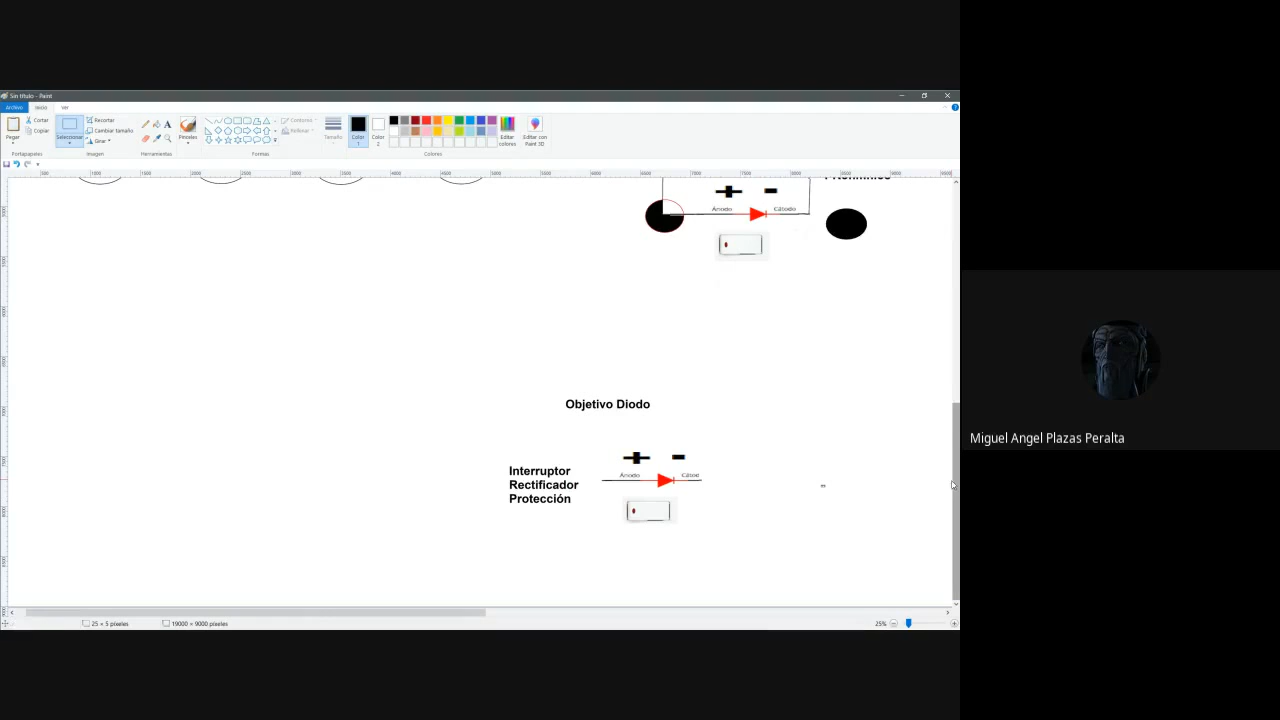 Sin título - Paint
Archivo Inicio Ver
Pegar
Cortar
Copiar
Portapapeles
Seleccionar
Recortar
Cambiar tamaño
Girar
Imagen
A
Herramientas
Pinceles
Contorno
Rellenar
Formas
Tamaño
Color
1
Color
2
Editar
colores
Editar con
Paint 3D
Colores
Ánodo Cátodo
Objetivo Diodo
Interruptor
Rectificador
Protección
Ánodo Cátod
25 × 5 píxeles
19000 × 9000 píxeles
25%
Miguel Angel Plazas Peralta